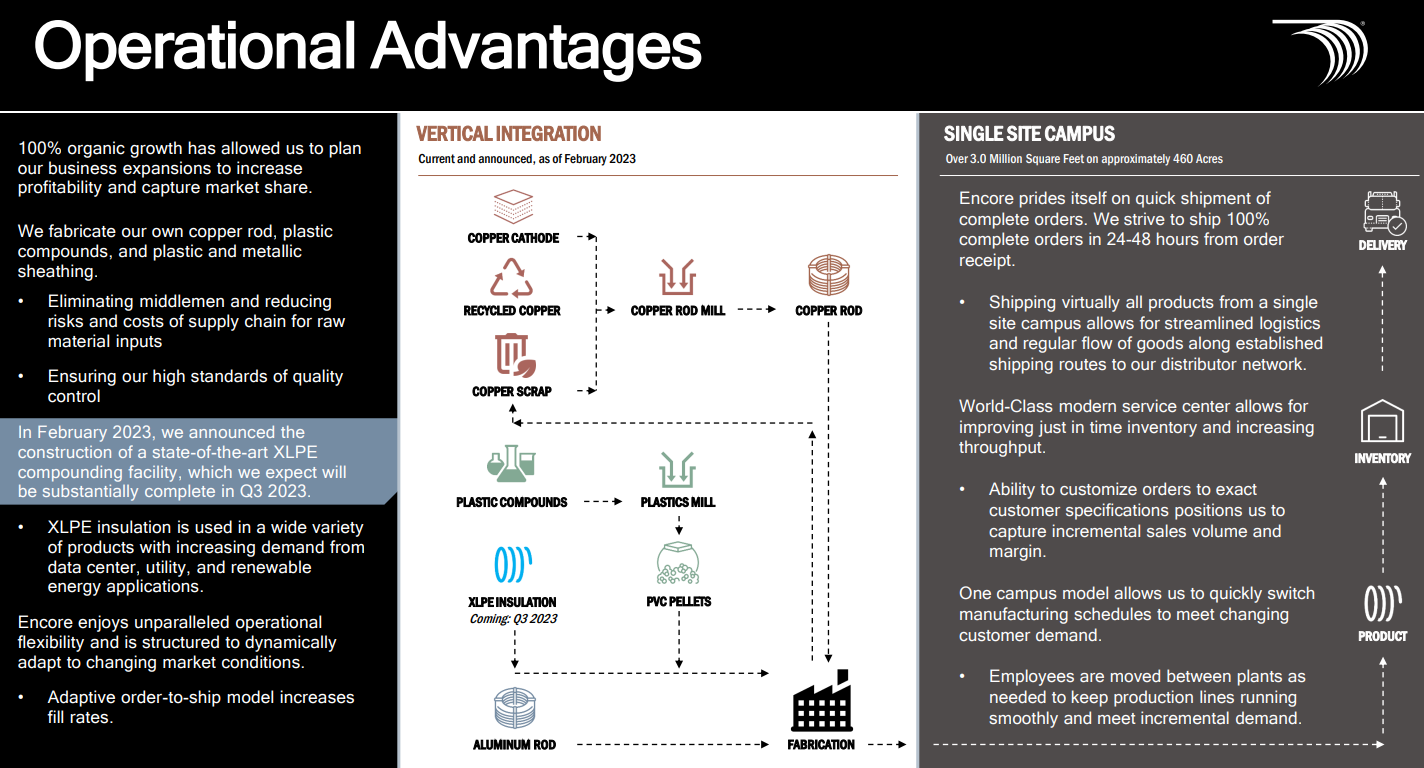 Operational Advantages
100% organic growth has allowed us to plan
our business expansions to increase
profitability and capture market share.
We fabricate our own copper rod, plastic
compounds, and plastic and metallic
sheathing.
• Eliminating middlemen and reducing
risks and costs of supply chain for raw
material inputs
• Ensuring our high standards of quality
control
In February 2023, we announced the
construction of a state-of-the-art XLPE
compounding facility, which we expect will
be substantially complete in Q3 2023.
• XLPE insulation is used in a wide variety
of products with increasing demand from
data center, utility, and renewable
energy applications.
Encore enjoys unparalleled operational
flexibility and is structured to dynamically
adapt to changing market conditions.
• Adaptive order-to-ship model increases
fill rates.
VERTICAL INTEGRATION
Current and announced, as of February 2023
COPPER CATHODE
RECYCLED COPPER
COPPER ROD MILL
COPPER ROD
COPPER SCRAP
PLASTIC COMPOUNDS
PLASTICS MILL
XLPE INSULATION
Coming: Q3 2023
PVC PELLETS
ALUMINUM ROD
FABRICATION
SINGLE SITE CAMPUS
Over 3.0 Million Square Feet on approximately 460 Acres
Encore prides itself on quick shipment of
complete orders. We strive to ship 100%
complete orders in 24-48 hours from order
receipt.
• Shipping virtually all products from a single
site campus allows for streamlined logistics
and regular flow of goods along established
shipping routes to our distributor network.
World-Class modern service center allows for
improving just in time inventory and increasing
throughput.
• Ability to customize orders to exact
customer specifications positions us to
capture incremental sales volume and
margin.
One campus model allows us to quickly switch
manufacturing schedules to meet changing
customer demand.
• Employees are moved between plants as
needed to keep production lines running
smoothly and meet incremental demand.
DELIVERY
INVENTORY
PRODUCT